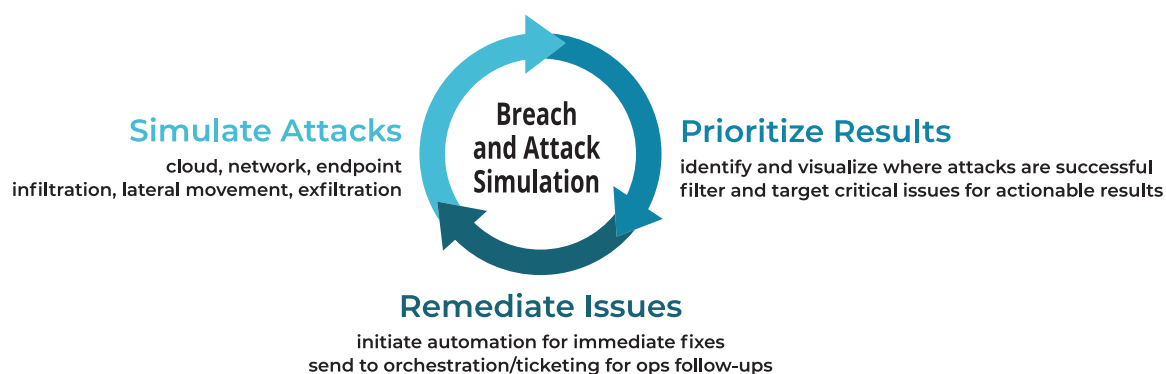 Breach
and Attack
Simulation
Simulate Attacks
cloud, network, endpoint
infiltration, lateral movement, exfiltration
Prioritize Results
identify and visualize where attacks are successful
filter and target critical issues for actionable results
Remediate Issues
initiate automation for immediate fixes
send to orchestration/ticketing for ops follow-ups